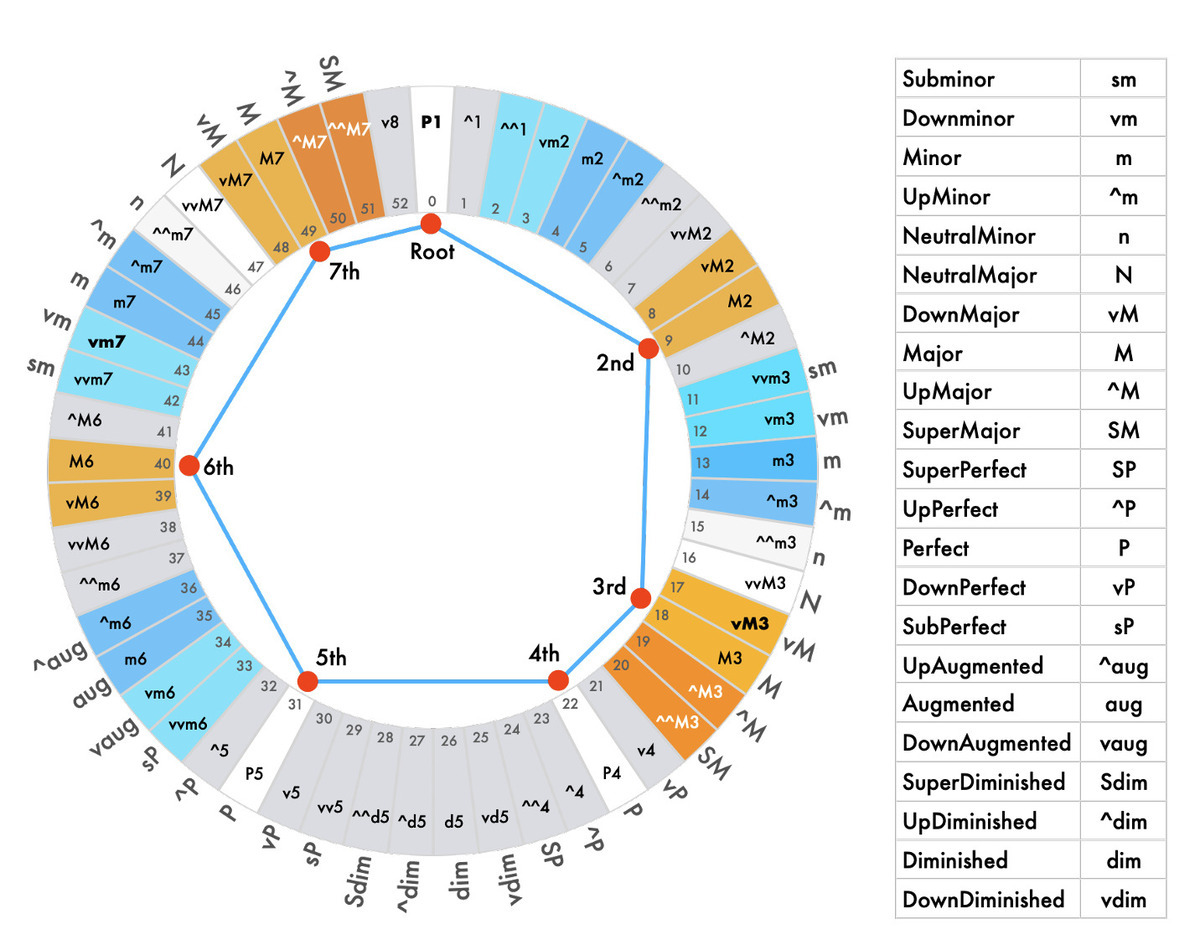 P1
0
^1
1
^^1
2
vm2
3
m2
4
^m2
5
^^m2
6
vvM2
7
vM2
8
M2
9
^M2
10
sm
vvm3
11
vm
vm3
12
m
m3
13
^m
^m3
14
n
^^m3
15
N
vvM3
16
vM
vM3
17
M
M3
18
^M
^M3
19
SM
^^M3
20
vP
v4
21
P
P4
22
^P
^4
23
SP
^^4
24
vdim
vd5
25
dim
d5
26
^dim
^d5
27
Sdim
^^d5
28
sP
vv5
29
vP
v5
30
P
P5
31
^P
^5
32
sP
vvm6
33
vaug
vm6
34
aug
m6
35
^aug
^m6
36
^^m6
37
vvM6
38
vM6
39
M6
40
^M6
41
sm
vvm7
42
vm
vm7
43
m
m7
44
^m
^m7
45
n
^^m7
46
N
vvM7
47
vM
vM7
48
M
M7
49
^M
^M7
50
SM
^^M7
51
v8
52
Root
2nd
3rd
4th
5th
6th
7th
Subminor sm
Downminor vm
Minor m
UpMinor ^m
NeutralMinor n
NeutralMajor N
DownMajor vM
Major M
UpMajor ^M
SuperMajor SM
SuperPerfect SP
UpPerfect ^P
Perfect P
DownPerfect vP
SubPerfect sP
UpAugmented ^aug
Augmented aug
DownAugmented vaug
SuperDiminished Sdim
UpDiminished ^dim
Diminished dim
DownDiminished vdim